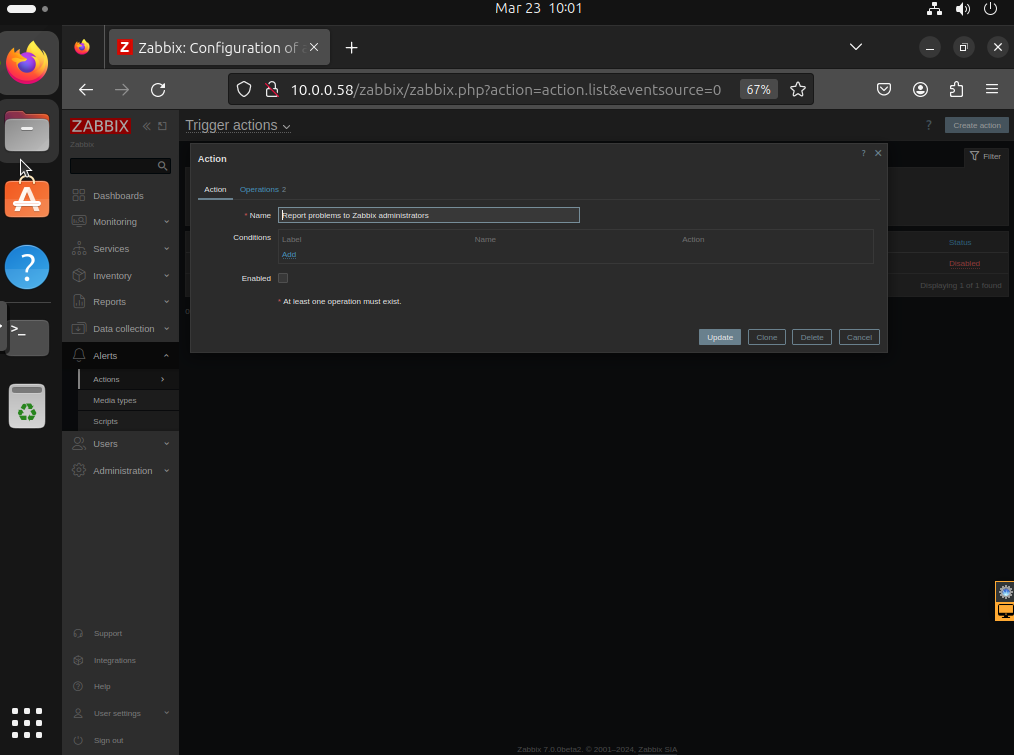 Mar 23 10:01
Z Zabbix: Configuration of a
10.0.0.58/zabbix/zabbix.php?action=action.list&eventsource=0
67%
ZABBIX
Zabbix
Trigger actions
?
Create action
Filter
Dashboards
Monitoring
Services
Inventory
Reports
Data collection
Alerts
Actions
Media types
Scripts
Users
Administration
Support
Integrations
Help
User settings
Sign out
Action
?
Action
Operations 2
* Name
Report problems to Zabbix administrators
Conditions
Label Name Action
Add
Enabled
* At least one operation must exist.
Update Clone Delete Cancel
Status
Disabled
Displaying 1 of 1 found
0
Zabbix 7.0.0beta2. © 2001–2024, Zabbix SIA